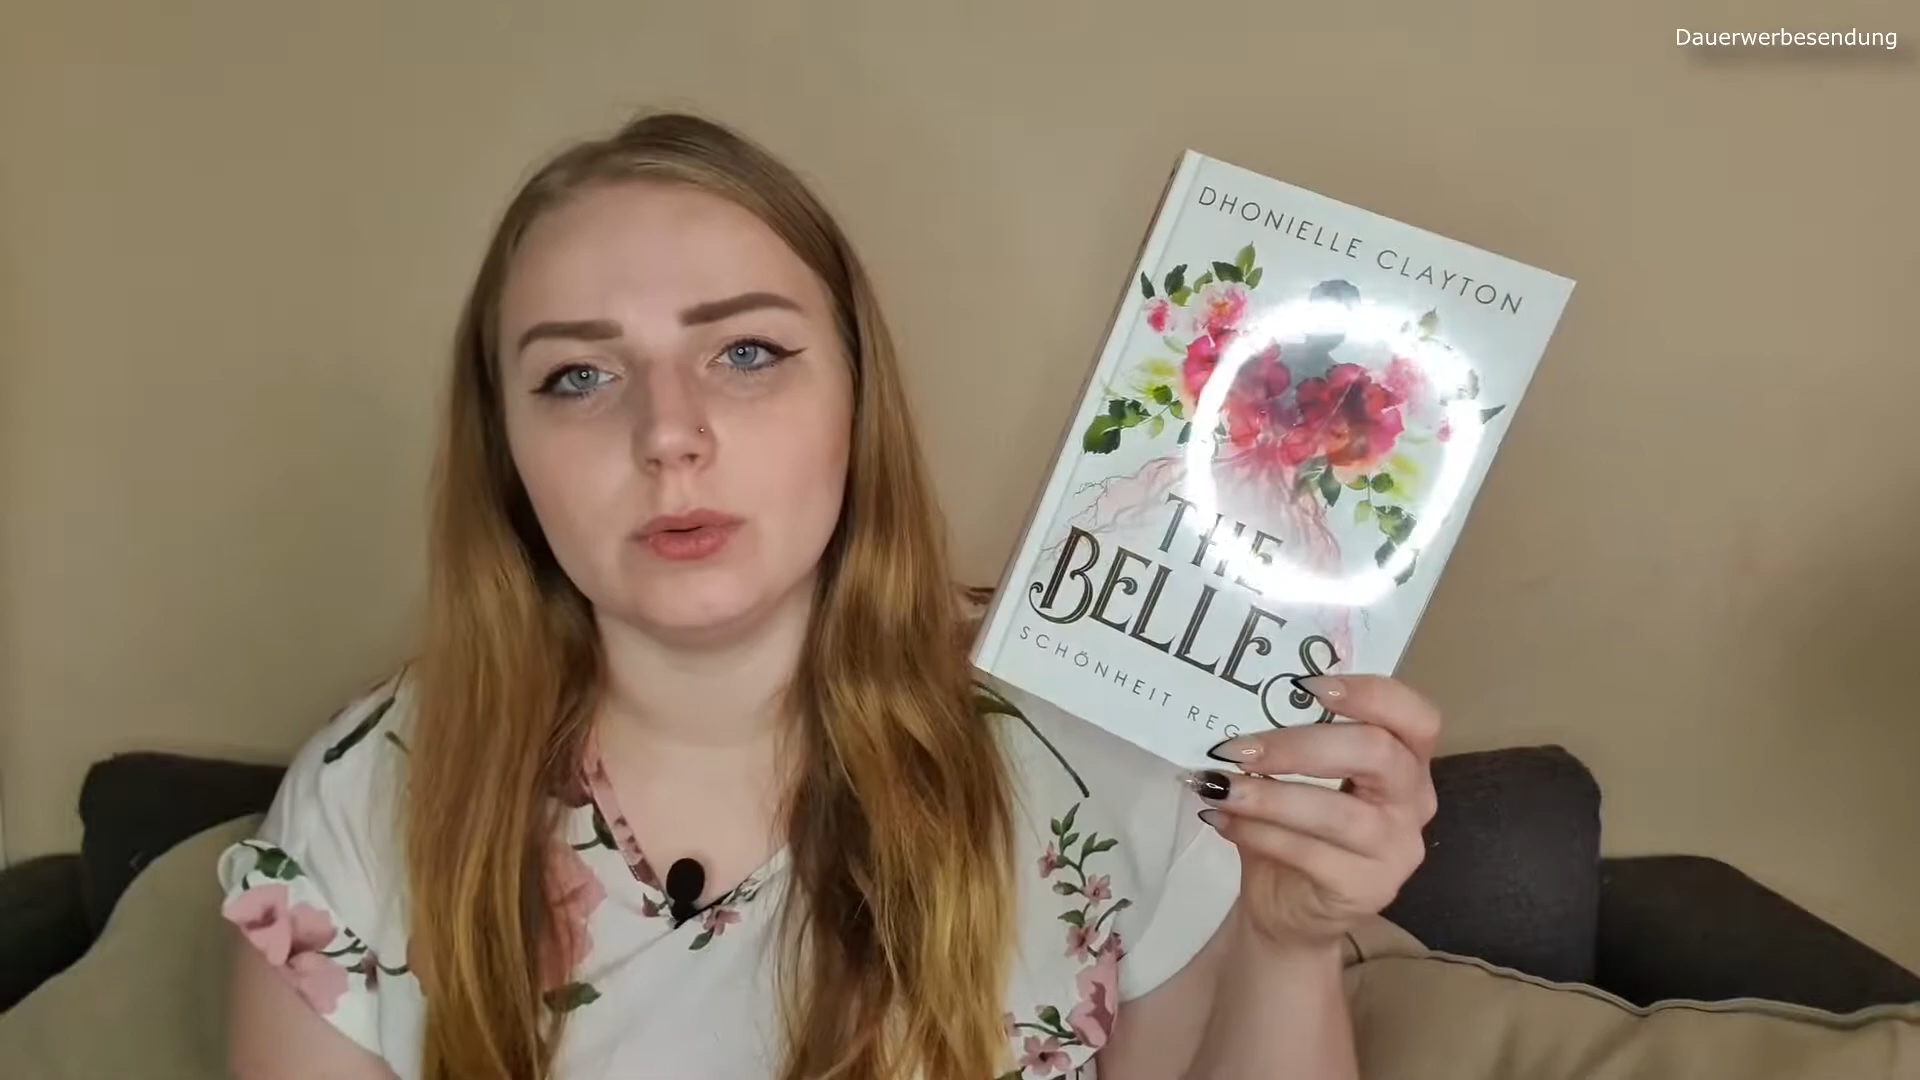 Dauerwerbesendung
DHONIELLE CLAYTON
THE
BELLES
SCHÖNHEIT